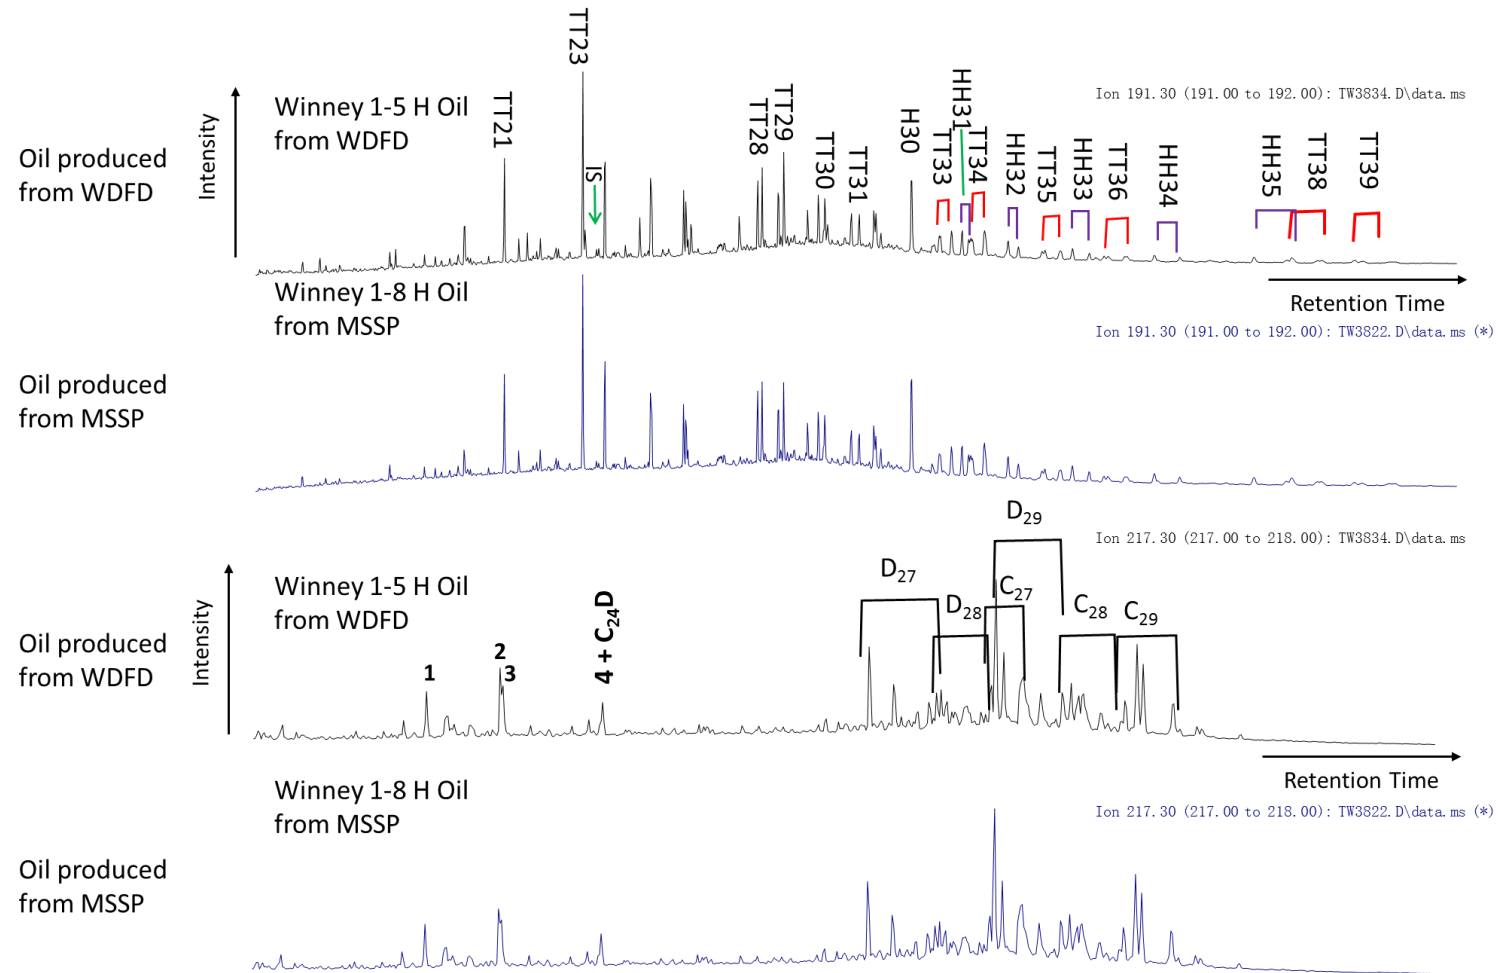 Oil produced
from WDFD
Intensity
Winney 1-5 H Oil
from WDFD
TT21
TT23
IS
TT28
TT29
TT30
TT31
H30
TT33
HH31
TT34
HH32
TT35
HH33
TT36
HH34
HH35
TT38
TT39
Ion 191.30 (191.00 to 192.00): TW3834.D\data.ms
Retention Time
Winney 1-8 H Oil
from MSSP
Ion 191.30 (191.00 to 192.00): TW3822.D\data.ms (*)
Oil produced
from MSSP
Ion 217.30 (217.00 to 218.00): TW3834.D\data.ms
Oil produced
from WDFD
Intensity
Winney 1-5 H Oil
from WDFD
1
2
3
4 + C24D
D27
D28
D29
C27
C28
C29
Retention Time
Winney 1-8 H Oil
from MSSP
Ion 217.30 (217.00 to 218.00): TW3822.D\data.ms (*)
Oil produced
from MSSP